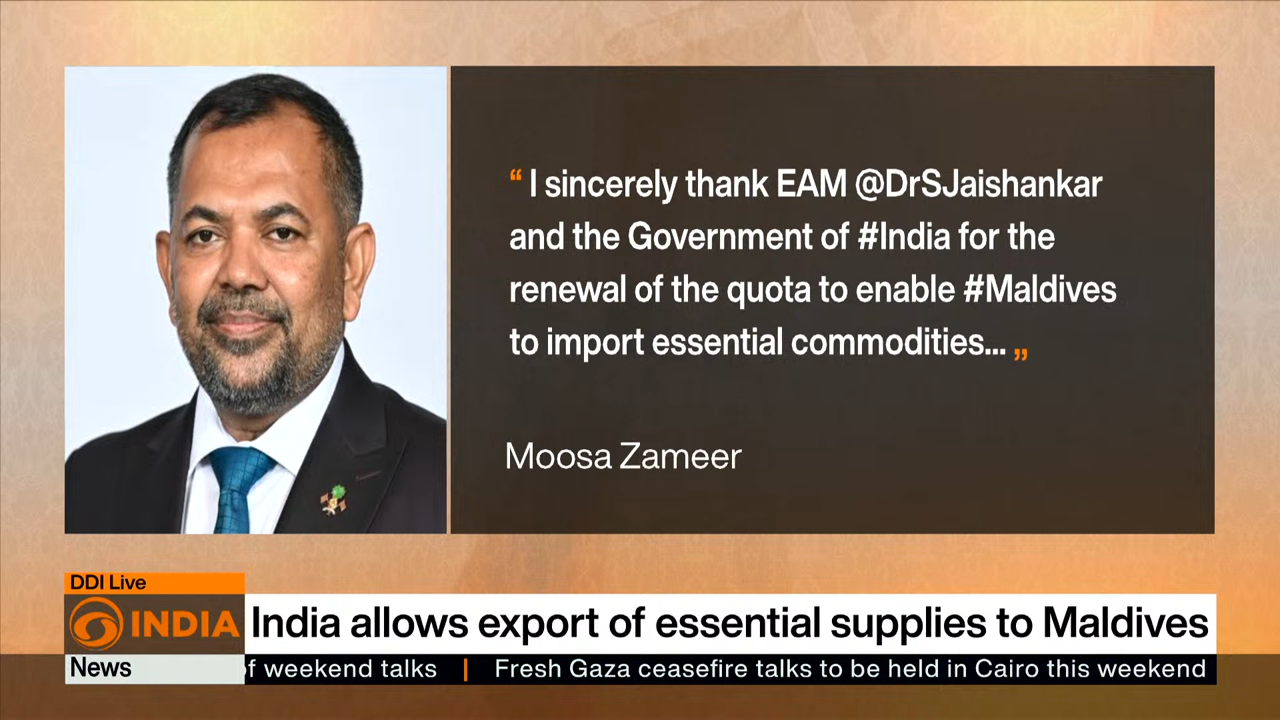 “ I sincerely thank EAM @DrSJaishankar
and the Government of #India for the
renewal of the quota to enable #Maldives
to import essential commodities... ”
Moosa Zameer
DDI Live
INDIA
India allows export of essential supplies to Maldives
News
of weekend talks | Fresh Gaza ceasefire talks to be held in Cairo this weekend